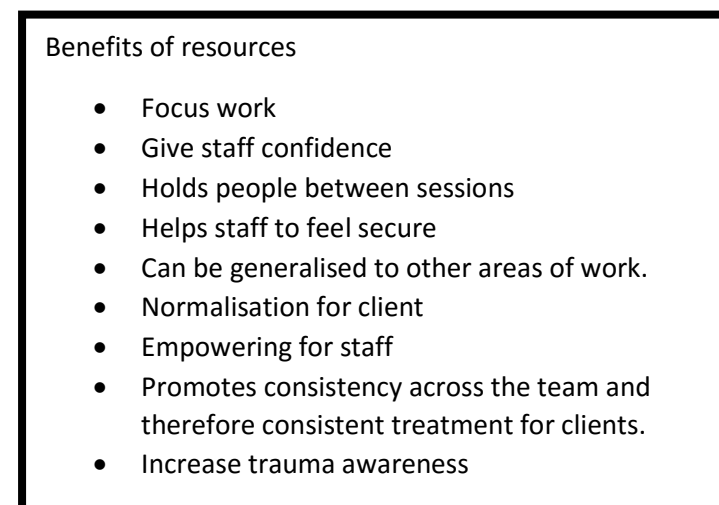 Benefits of resources
• Focus work
• Give staff confidence
• Holds people between sessions
• Helps staff to feel secure
• Can be generalised to other areas of work.
• Normalisation for client
• Empowering for staff
• Promotes consistency across the team and
therefore consistent treatment for clients.
• Increase trauma awareness